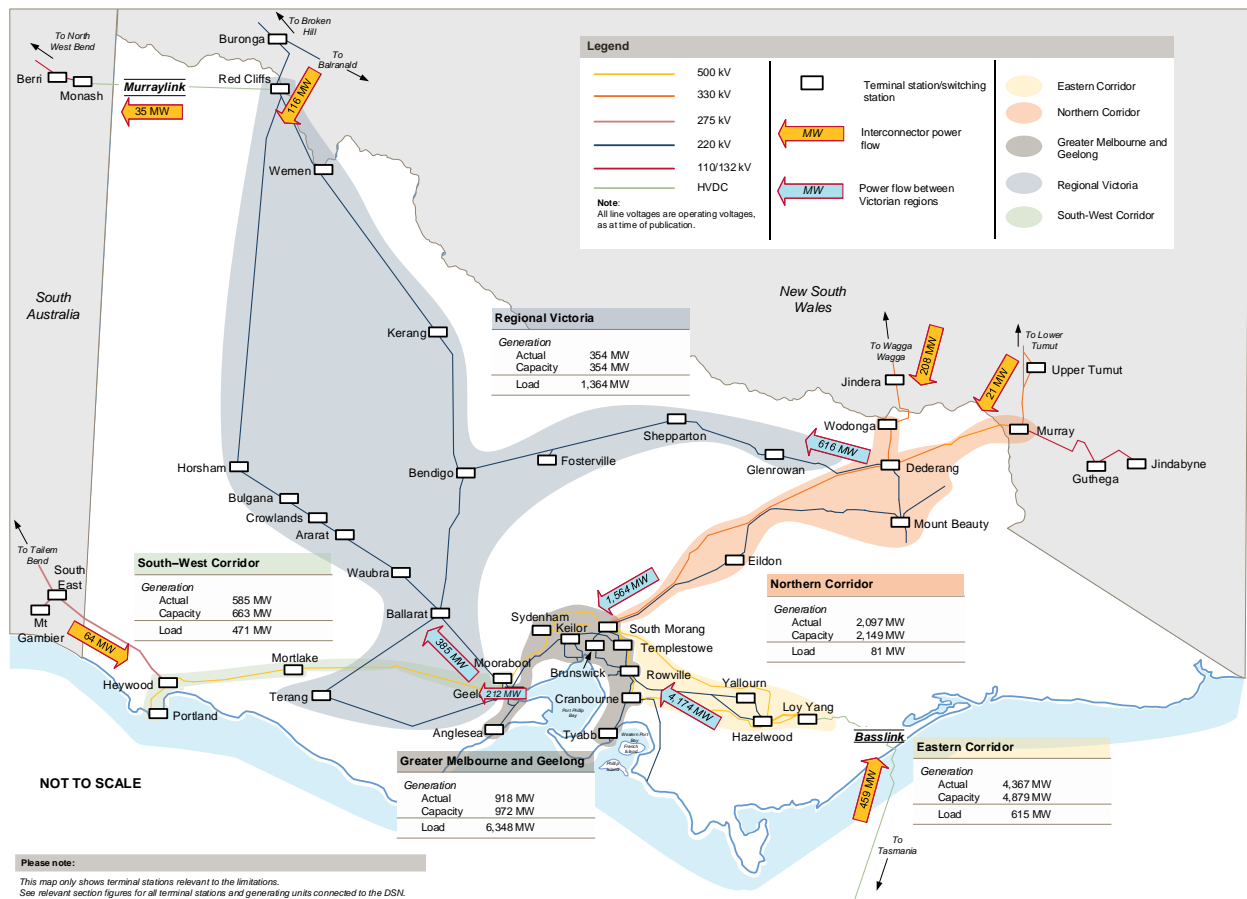 To Broken
Hill
To North
West Bend
Buronga
To
Balranald
Berri
Monash
Murraylink
Red Cliffs
35 MW
116 MW
Wemen
Legend
500 kV
330 kV
275 kV
220 kV
110/132 kV
HVDC
Note:
All line voltages are operating voltages,
as at time of publication.
Terminal station/switching
station
MW
Interconnector power
flow
MW
Power flow between
Victorian regions
Eastern Corridor
Northern Corridor
Greater Melbourne and
Geelong
Regional Victoria
South-West Corridor
South
Australia
New South
Wales
Kerang
Regional Victoria
Generation
Actual 354 MW
Capacity 354 MW
Load 1,364 MW
To Wagga
Wagga
208 MW
To Lower
Tumut
21 MW
Jindera
Upper Tumut
Wodonga
Murray
Shepparton
616 MW
Glenrowan
Dederang
Guthega
Jindabyne
Fosterville
Bendigo
Horsham
Bulgana
Crowlands
Ararat
Mount Beauty
Eildon
Waubra
Ballarat
To Tailem
Bend
South
East
Mt
Gambier
64 MW
South–West Corridor
Generation
Actual 585 MW
Capacity 663 MW
Load 471 MW
Northern Corridor
Generation
Actual 2,097 MW
Capacity 2,149 MW
Load 81 MW
1,564 MW
385 MW
Sydenham
Keilor
South Morang
Templestowe
Brunswick
Rowville
Moorabool
212 MW
Cranbourne
4,174 MW
Yallourn
Loy Yang
Hazelwood
Mortlake
Heywood
Terang
Portland
Anglesea
Tyabb
Port Phillip
Bay
Western Port
Bay
French
Island
Phillip
Island
Basslink
459 MW
To
Tasmania
Eastern Corridor
Generation
Actual 4,367 MW
Capacity 4,879 MW
Load 615 MW
Greater Melbourne and Geelong
Generation
Actual 918 MW
Capacity 972 MW
Load 6,348 MW
NOT TO SCALE
Please note:
This map only shows terminal stations relevant to the limitations.
See relevant section figures for all terminal stations and generating units connected to the DSN.